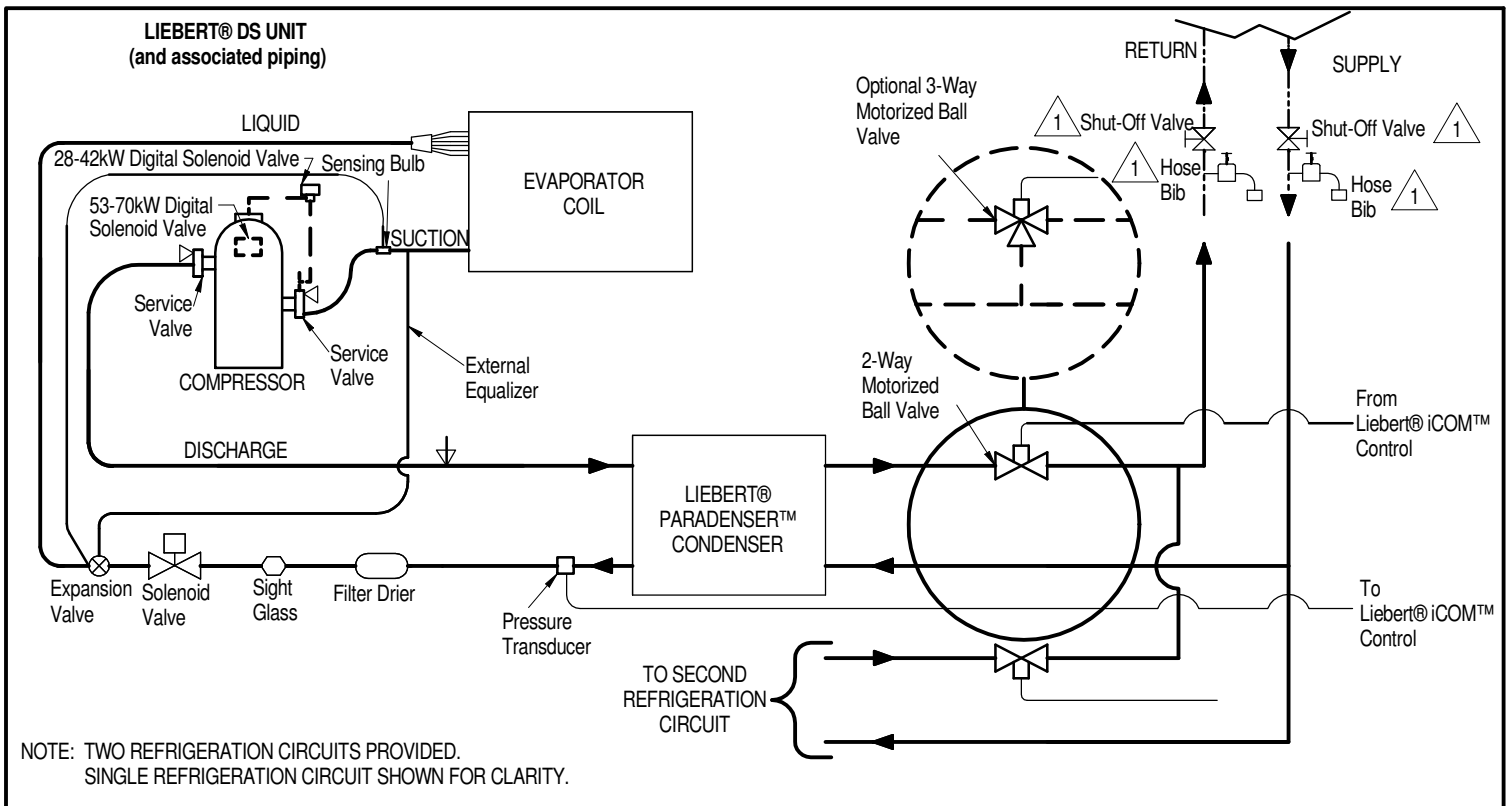 LIEBERT® DS UNIT
(and associated piping)
RETURN
SUPPLY
Optional 3-Way
Motorized Ball
Valve
1
Shut-Off Valve
Shut-Off Valve
1
1
Hose
Bib
Hose
Bib
1
LIQUID
28-42kW Digital Solenoid Valve
Sensing Bulb
EVAPORATOR
COIL
53-70kW Digital
Solenoid Valve
SUCTION
Service
Valve
Service
Valve
COMPRESSOR
External
Equalizer
2-Way
Motorized
Ball Valve
From
Liebert® iCOM™
Control
DISCHARGE
LIEBERT®
PARADENSER™
CONDENSER
Expansion
Valve
Solenoid
Valve
Sight
Glass
Filter Drier
Pressure
Transducer
To
Liebert® iCOM™
Control
TO SECOND
REFRIGERATION
CIRCUIT
NOTE: TWO REFRIGERATION CIRCUITS PROVIDED.
SINGLE REFRIGERATION CIRCUIT SHOWN FOR CLARITY.